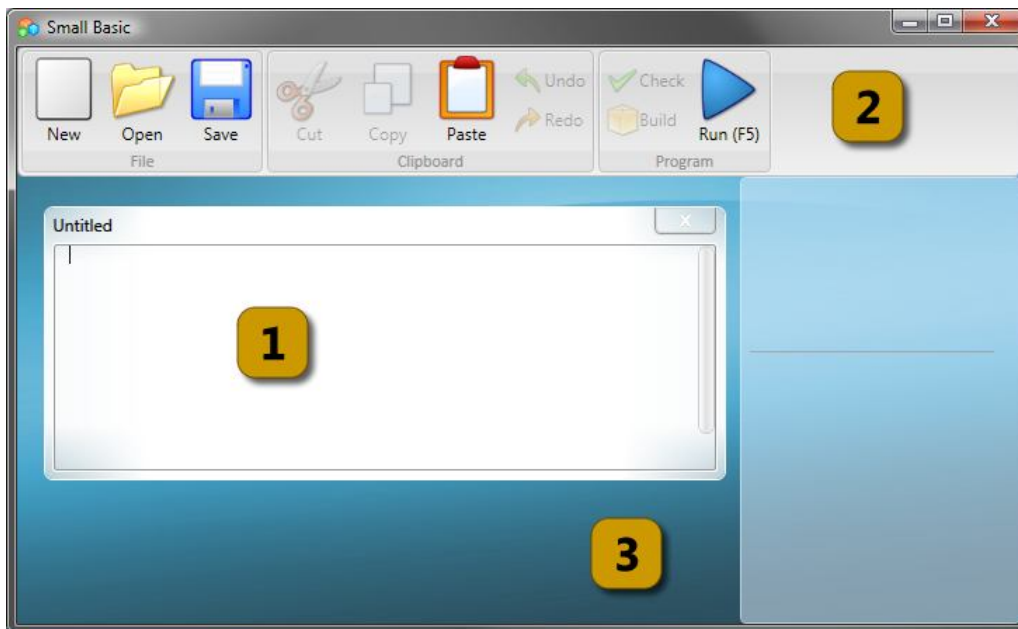 Small Basic
New Open Save Cut Copy Paste Undo Redo Check Build Run (F5)
File Clipboard Program
2
Untitled
1
3